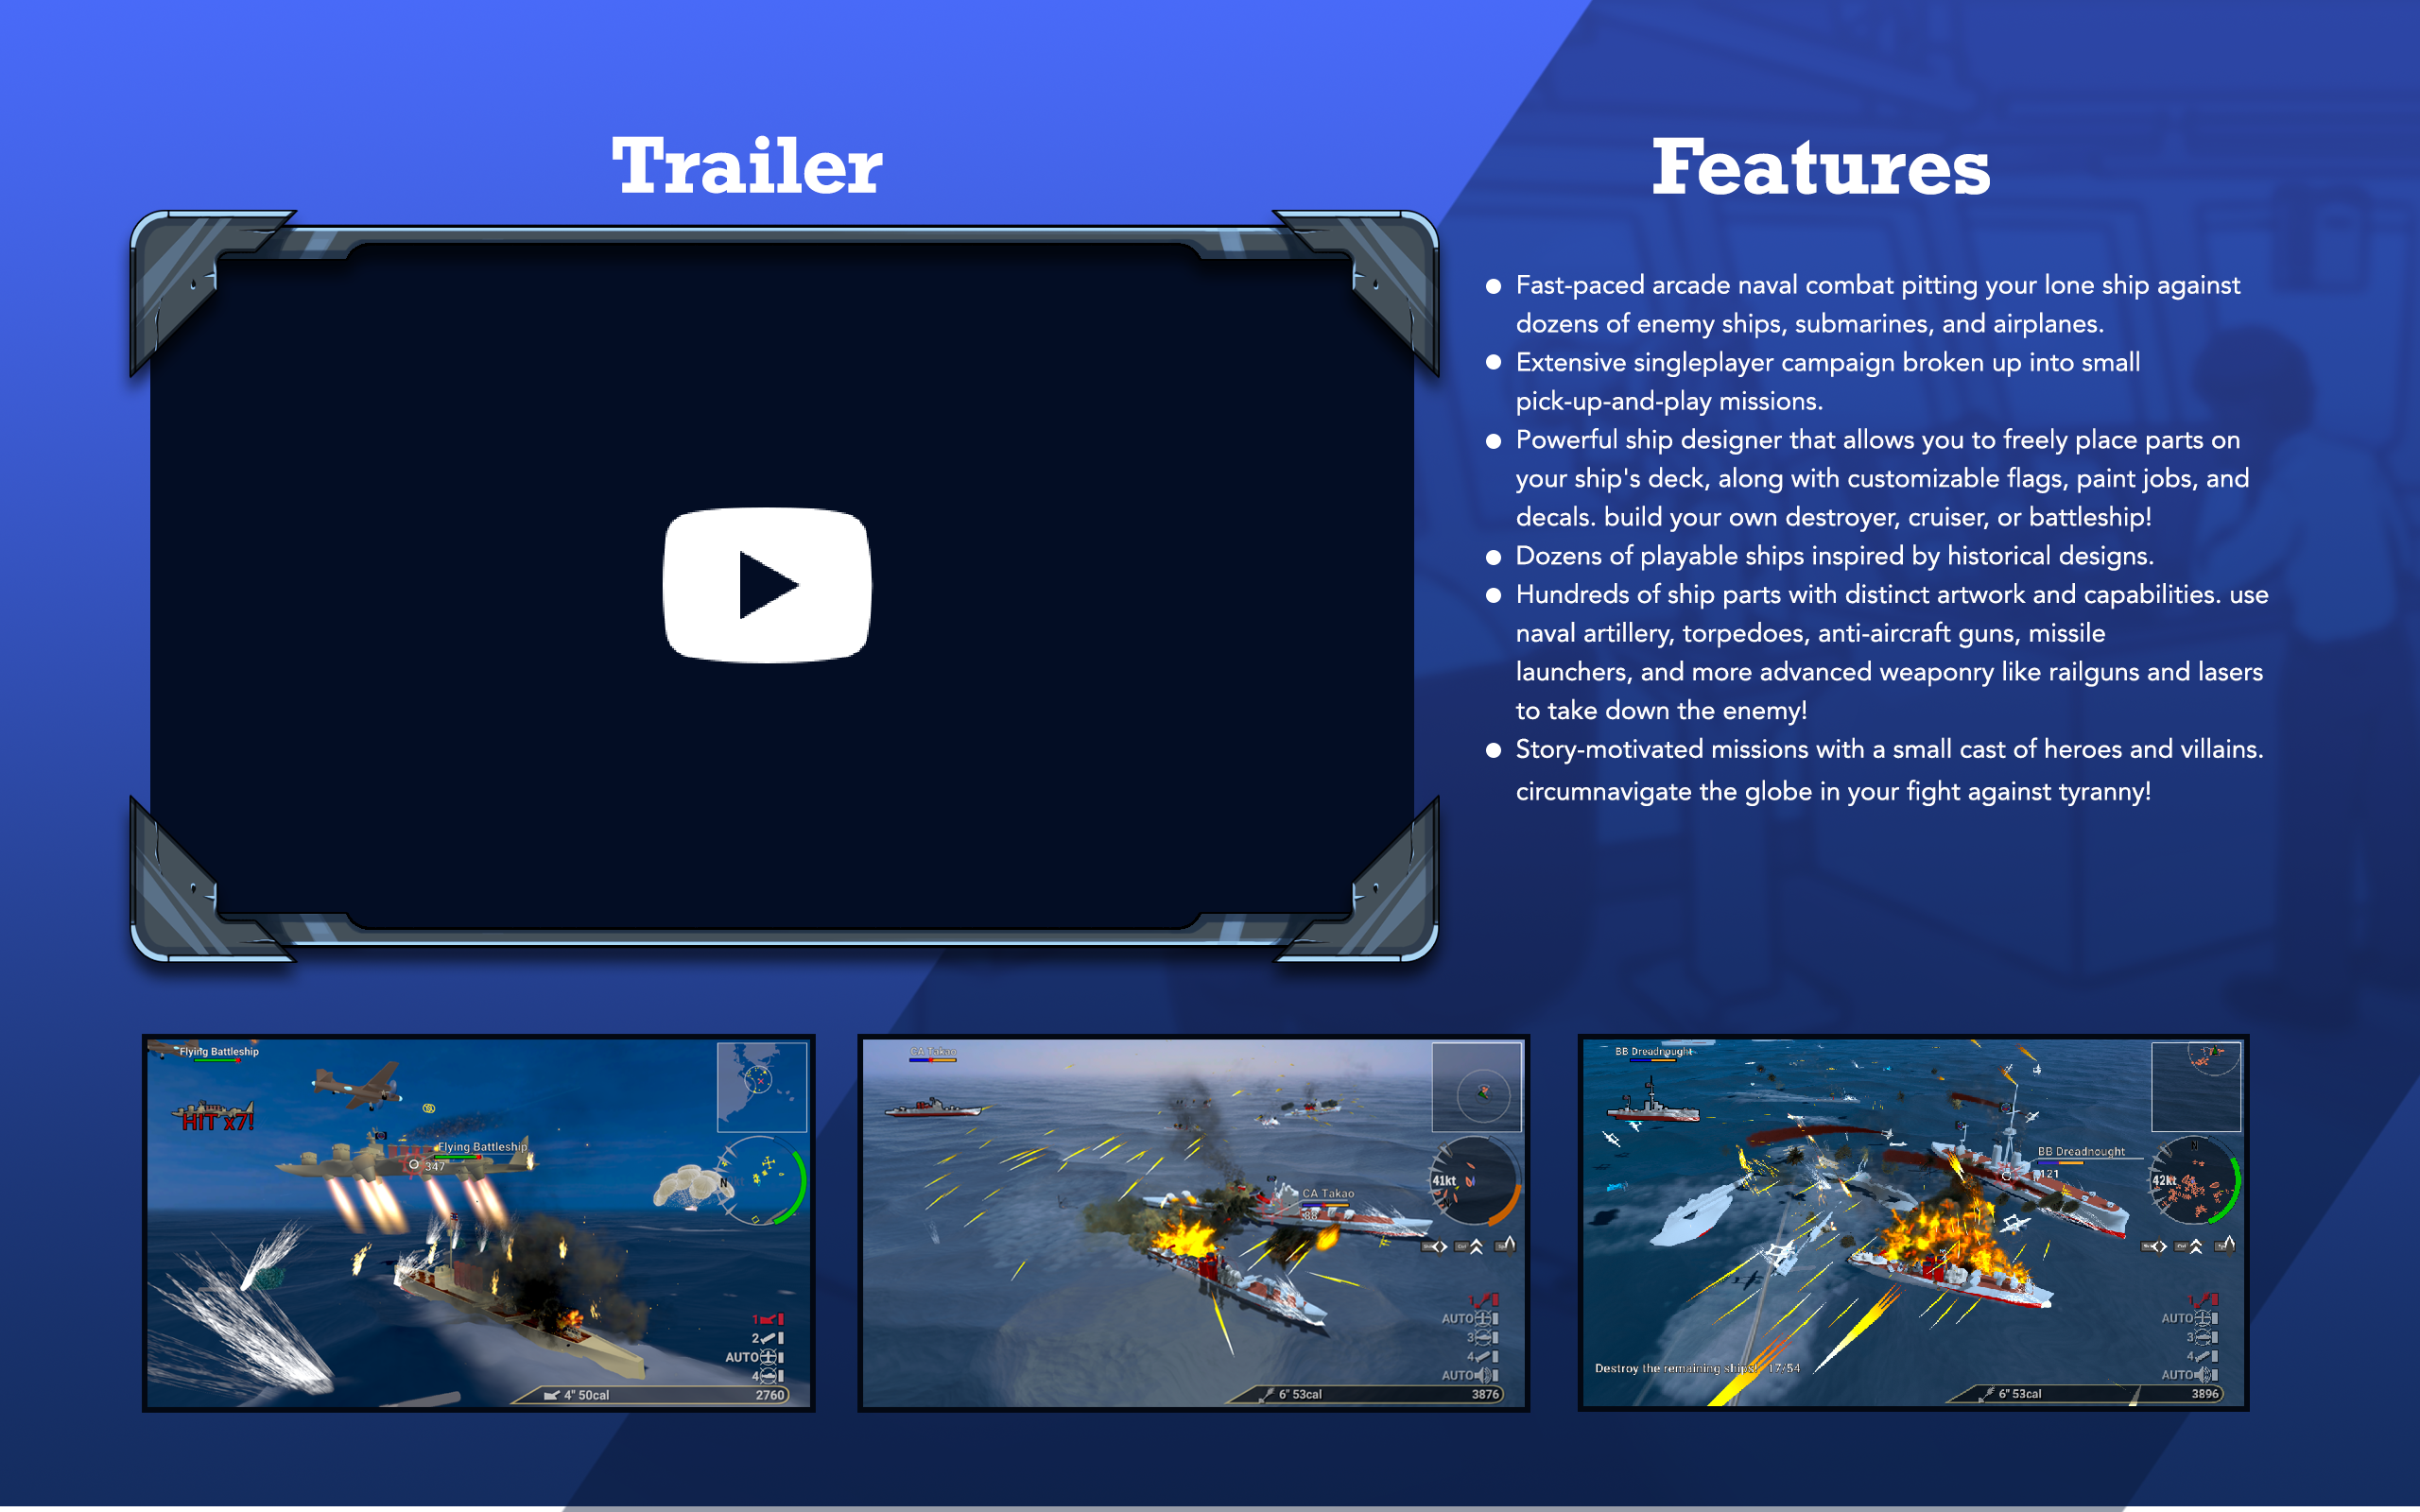 Trailer
Features
Fast-paced arcade naval combat pitting your lone ship against
dozens of enemy ships, submarines, and airplanes.
Extensive singleplayer campaign broken up into small
pick-up-and-play missions.
Powerful ship designer that allows you to freely place parts on
your ship's deck, along with customizable flags, paint jobs, and
decals. build your own destroyer, cruiser, or battleship!
Dozens of playable ships inspired by historical designs.
Hundreds of ship parts with distinct artwork and capabilities. use
naval artillery, torpedoes, anti-aircraft guns, missile
launchers, and more advanced weaponry like railguns and lasers
to take down the enemy!
Story-motivated missions with a small cast of heroes and villains.
circumnavigate the globe in your fight against tyranny!
Flying Battleship
HIT x7!
Flying Battleship
347
N
1
2
AUTO
4
4" 50cal
2760
CA Takao
CA Takao
88
41kt
1
AUTO
3
4
AUTO
6" 53cal
3876
BB Dreadnought
BB Dreadnought
121
N
42kt
Destroy the remaining ships! 17/54
1
AUTO
3
4
AUTO
6" 53cal
3896